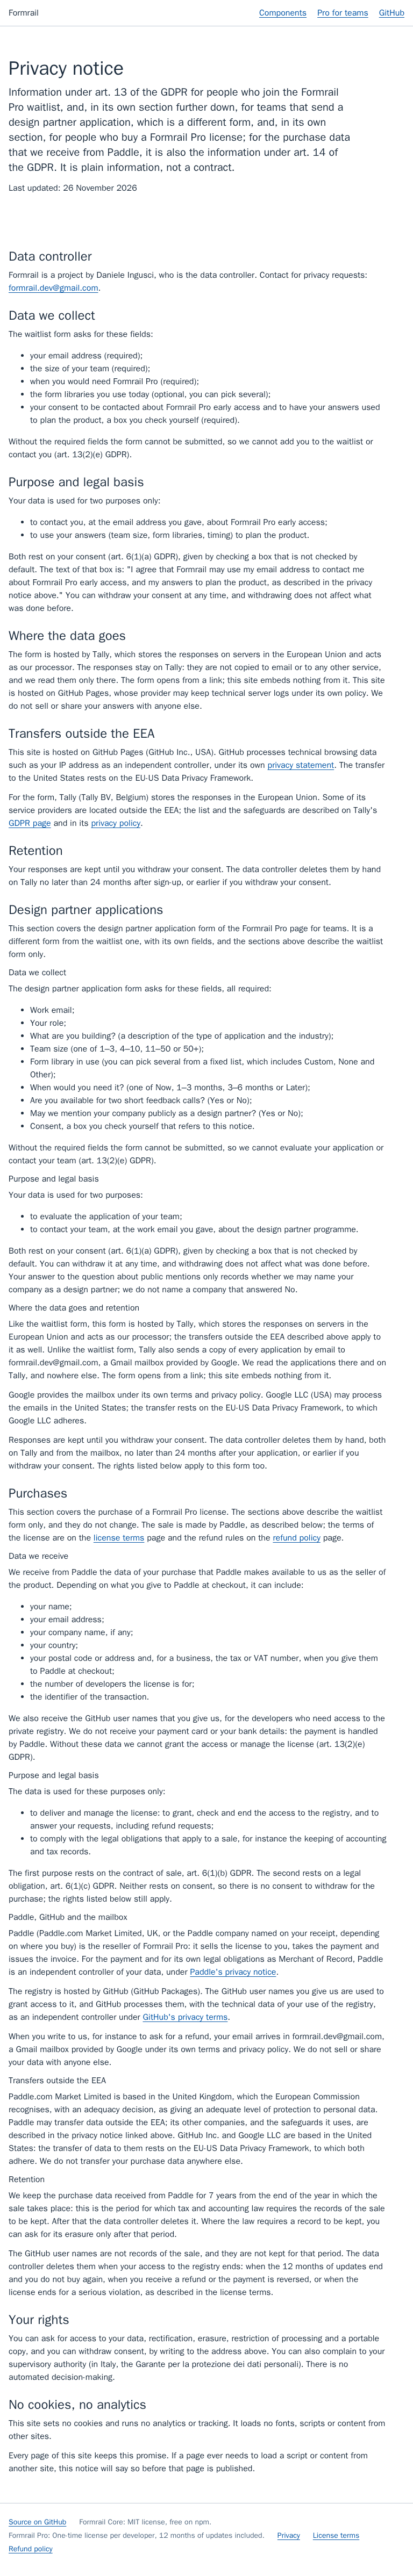 Formrail
Components Pro for teams GitHub
Privacy notice
Information under art. 13 of the GDPR for people who join the Formrail
Pro waitlist, and, in its own section further down, for teams that send a
design partner application, which is a different form, and, in its own
section, for people who buy a Formrail Pro license; for the purchase data
that we receive from Paddle, it is also the information under art. 14 of
the GDPR. It is plain information, not a contract.
Last updated: 26 November 2026
Data controller
Formrail is a project by Daniele Ingusci, who is the data controller. Contact for privacy requests:
formrail.dev@gmail.com.
Data we collect
The waitlist form asks for these fields:
• your email address (required);
• the size of your team (required);
• when you would need Formrail Pro (required);
• the form libraries you use today (optional, you can pick several);
• your consent to be contacted about Formrail Pro early access and to have your answers used
to plan the product, a box you check yourself (required).
Without the required fields the form cannot be submitted, so we cannot add you to the waitlist or
contact you (art. 13(2)(e) GDPR).
Purpose and legal basis
Your data is used for two purposes only:
• to contact you, at the email address you gave, about Formrail Pro early access;
• to use your answers (team size, form libraries, timing) to plan the product.
Both rest on your consent (art. 6(1)(a) GDPR), given by checking a box that is not checked by
default. The text of that box is: "I agree that Formrail may use my email address to contact me
about Formrail Pro early access, and my answers to plan the product, as described in the privacy
notice above." You can withdraw your consent at any time, and withdrawing does not affect what
was done before.
Where the data goes
The form is hosted by Tally, which stores the responses on servers in the European Union and acts
as our processor. The responses stay on Tally: they are not copied to email or to any other service,
and we read them only there. The form opens from a link; this site embeds nothing from it. This site
is hosted on GitHub Pages, whose provider may keep technical server logs under its own policy. We
do not sell or share your answers with anyone else.
Transfers outside the EEA
This site is hosted on GitHub Pages (GitHub Inc., USA). GitHub processes technical browsing data
such as your IP address as an independent controller, under its own privacy statement. The transfer
to the United States rests on the EU-US Data Privacy Framework.
For the form, Tally (Tally BV, Belgium) stores the responses in the European Union. Some of its
service providers are located outside the EEA; the list and the safeguards are described on Tally's
GDPR page and in its privacy policy.
Retention
Your responses are kept until you withdraw your consent. The data controller deletes them by hand
on Tally no later than 24 months after sign-up, or earlier if you withdraw your consent.
Design partner applications
This section covers the design partner application form of the Formrail Pro page for teams. It is a
different form from the waitlist one, with its own fields, and the sections above describe the waitlist
form only.
Data we collect
The design partner application form asks for these fields, all required:
• Work email;
• Your role;
• What are you building? (a description of the type of application and the industry);
• Team size (one of 1–3, 4–10, 11–50 or 50+);
• Form library in use (you can pick several from a fixed list, which includes Custom, None and
Other);
• When would you need it? (one of Now, 1–3 months, 3–6 months or Later);
• Are you available for two short feedback calls? (Yes or No);
• May we mention your company publicly as a design partner? (Yes or No);
• Consent, a box you check yourself that refers to this notice.
Without the required fields the form cannot be submitted, so we cannot evaluate your application or
contact your team (art. 13(2)(e) GDPR).
Purpose and legal basis
Your data is used for two purposes:
• to evaluate the application of your team;
• to contact your team, at the work email you gave, about the design partner programme.
Both rest on your consent (art. 6(1)(a) GDPR), given by checking a box that is not checked by
default. You can withdraw it at any time, and withdrawing does not affect what was done before.
Your answer to the question about public mentions only records whether we may name your
company as a design partner; we do not name a company that answered No.
Where the data goes and retention
Like the waitlist form, this form is hosted by Tally, which stores the responses on servers in the
European Union and acts as our processor; the transfers outside the EEA described above apply to
it as well. Unlike the waitlist form, Tally also sends a copy of every application by email to
formrail.dev@gmail.com, a Gmail mailbox provided by Google. We read the applications there and on
Tally, and nowhere else. The form opens from a link; this site embeds nothing from it.
Google provides the mailbox under its own terms and privacy policy. Google LLC (USA) may process
the emails in the United States; the transfer rests on the EU-US Data Privacy Framework, to which
Google LLC adheres.
Responses are kept until you withdraw your consent. The data controller deletes them by hand, both
on Tally and from the mailbox, no later than 24 months after your application, or earlier if you
withdraw your consent. The rights listed below apply to this form too.
Purchases
This section covers the purchase of a Formrail Pro license. The sections above describe the waitlist
form only, and they do not change. The sale is made by Paddle, as described below; the terms of
the license are on the license terms page and the refund rules on the refund policy page.
Data we receive
We receive from Paddle the data of your purchase that Paddle makes available to us as the seller of
the product. Depending on what you give to Paddle at checkout, it can include:
• your name;
• your email address;
• your company name, if any;
• your country;
• your postal code or address and, for a business, the tax or VAT number, when you give them
to Paddle at checkout;
• the number of developers the license is for;
• the identifier of the transaction.
We also receive the GitHub user names that you give us, for the developers who need access to the
private registry. We do not receive your payment card or your bank details: the payment is handled
by Paddle. Without these data we cannot grant the access or manage the license (art. 13(2)(e)
GDPR).
Purpose and legal basis
The data is used for these purposes only:
• to deliver and manage the license: to grant, check and end the access to the registry, and to
answer your requests, including refund requests;
• to comply with the legal obligations that apply to a sale, for instance the keeping of accounting
and tax records.
The first purpose rests on the contract of sale, art. 6(1)(b) GDPR. The second rests on a legal
obligation, art. 6(1)(c) GDPR. Neither rests on consent, so there is no consent to withdraw for the
purchase; the rights listed below still apply.
Paddle, GitHub and the mailbox
Paddle (Paddle.com Market Limited, UK, or the Paddle company named on your receipt, depending
on where you buy) is the reseller of Formrail Pro: it sells the license to you, takes the payment and
issues the invoice. For the payment and for its own legal obligations as Merchant of Record, Paddle
is an independent controller of your data, under Paddle's privacy notice.
The registry is hosted by GitHub (GitHub Packages). The GitHub user names you give us are used to
grant access to it, and GitHub processes them, with the technical data of your use of the registry,
as an independent controller under GitHub's privacy terms.
When you write to us, for instance to ask for a refund, your email arrives in formrail.dev@gmail.com,
a Gmail mailbox provided by Google under its own terms and privacy policy. We do not sell or share
your data with anyone else.
Transfers outside the EEA
Paddle.com Market Limited is based in the United Kingdom, which the European Commission
recognises, with an adequacy decision, as giving an adequate level of protection to personal data.
Paddle may transfer data outside the EEA; its other companies, and the safeguards it uses, are
described in the privacy notice linked above. GitHub Inc. and Google LLC are based in the United
States: the transfer of data to them rests on the EU-US Data Privacy Framework, to which both
adhere. We do not transfer your purchase data anywhere else.
Retention
We keep the purchase data received from Paddle for 7 years from the end of the year in which the
sale takes place: this is the period for which tax and accounting law requires the records of the sale
to be kept. After that the data controller deletes it. Where the law requires a record to be kept, you
can ask for its erasure only after that period.
The GitHub user names are not records of the sale, and they are not kept for that period. The data
controller deletes them when your access to the registry ends: when the 12 months of updates end
and you do not buy again, when you receive a refund or the payment is reversed, or when the
license ends for a serious violation, as described in the license terms.
Your rights
You can ask for access to your data, rectification, erasure, restriction of processing and a portable
copy, and you can withdraw consent, by writing to the address above. You can also complain to your
supervisory authority (in Italy, the Garante per la protezione dei dati personali). There is no
automated decision-making.
No cookies, no analytics
This site sets no cookies and runs no analytics or tracking. It loads no fonts, scripts or content from
other sites.
Every page of this site keeps this promise. If a page ever needs to load a script or content from
another site, this notice will say so before that page is published.
Source on GitHub Formrail Core: MIT license, free on npm.
Formrail Pro: One-time license per developer, 12 months of updates included. Privacy License terms
Refund policy